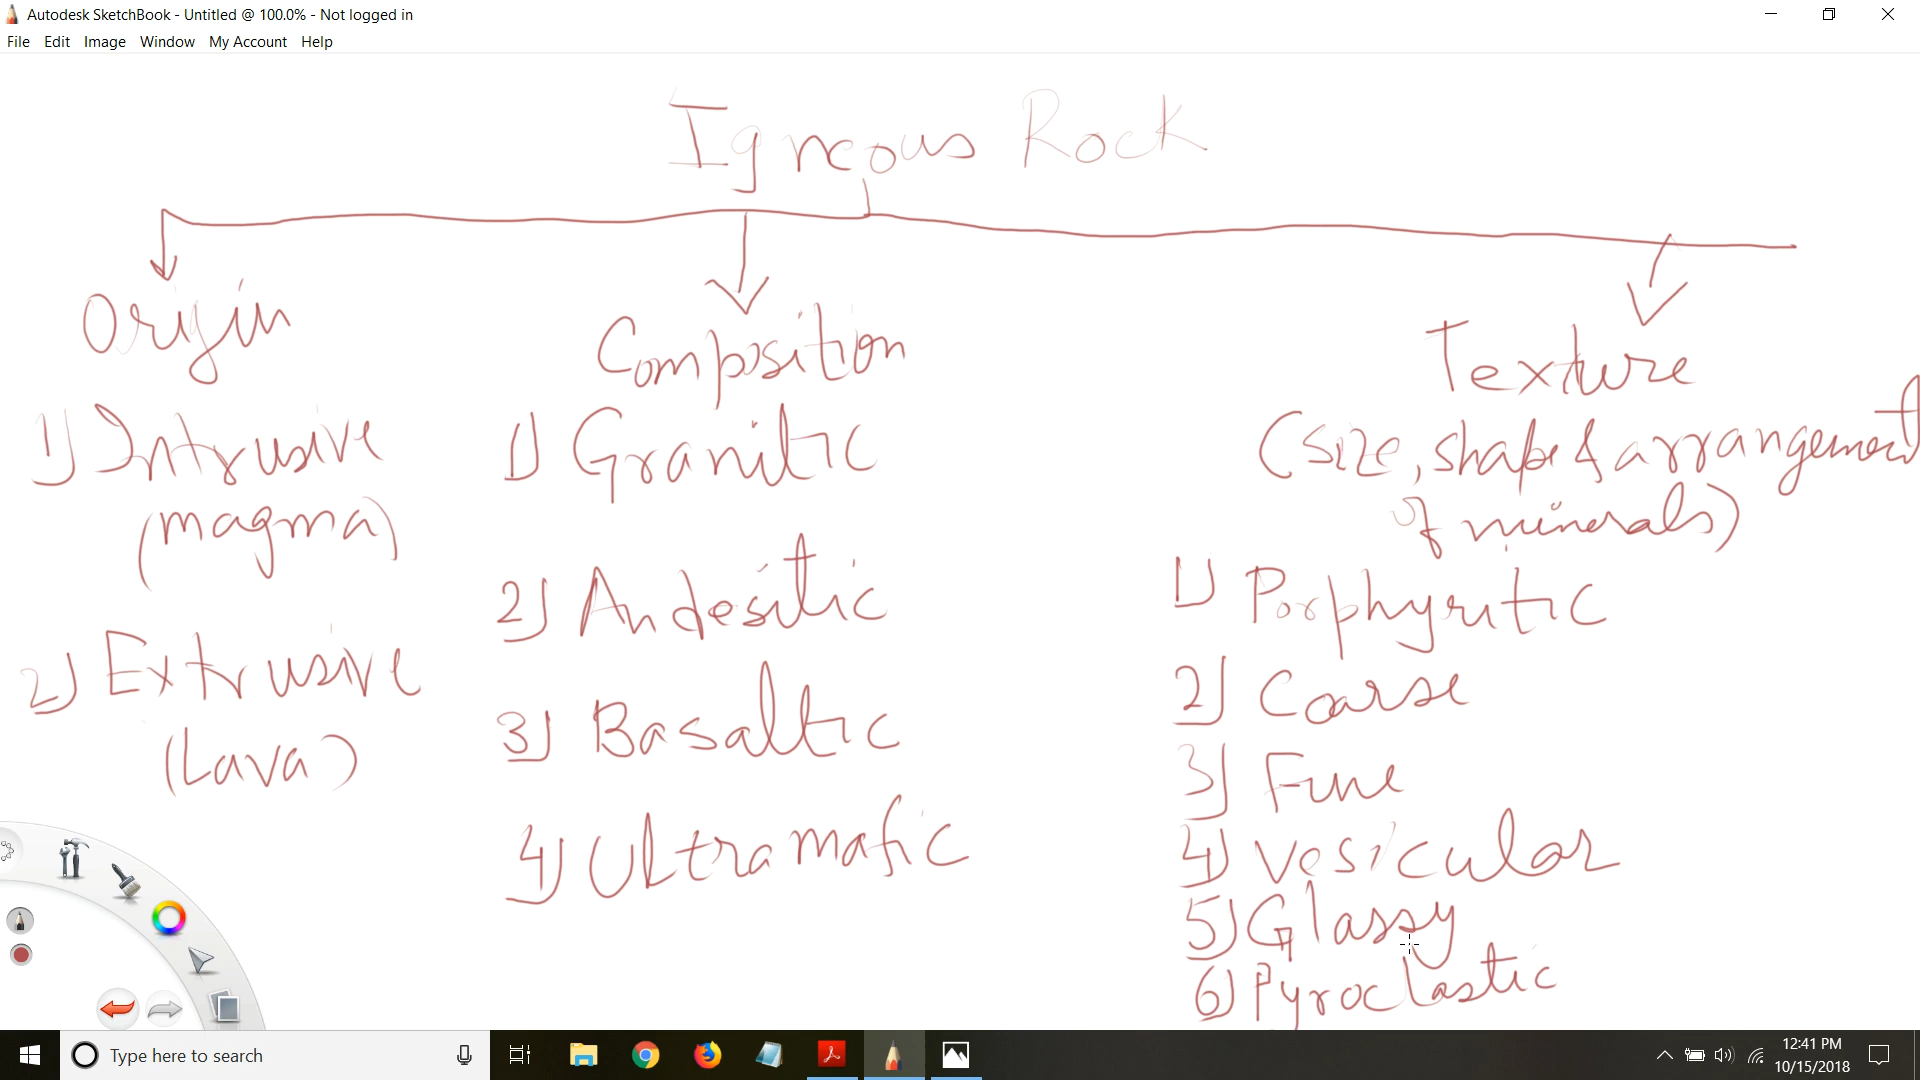 Autodesk SketchBook - Untitled @ 100.0% - Not logged in
File Edit Image Window My Account Help
Igneous Rock
Origin
1) Intrusive
(magma)
2) Extrusive
(Lava)
Composition
1) Granitic
2) Andesitic
3) Basaltic
4) Ultramafic
Texture
(size, shape & arrangement
of minerals)
1) Porphyritic
2) Coarse
3) Fine
4) Vesicular
5) Glassy
6) Pyroclastic
Type here to search
12:41 PM
10/15/2018